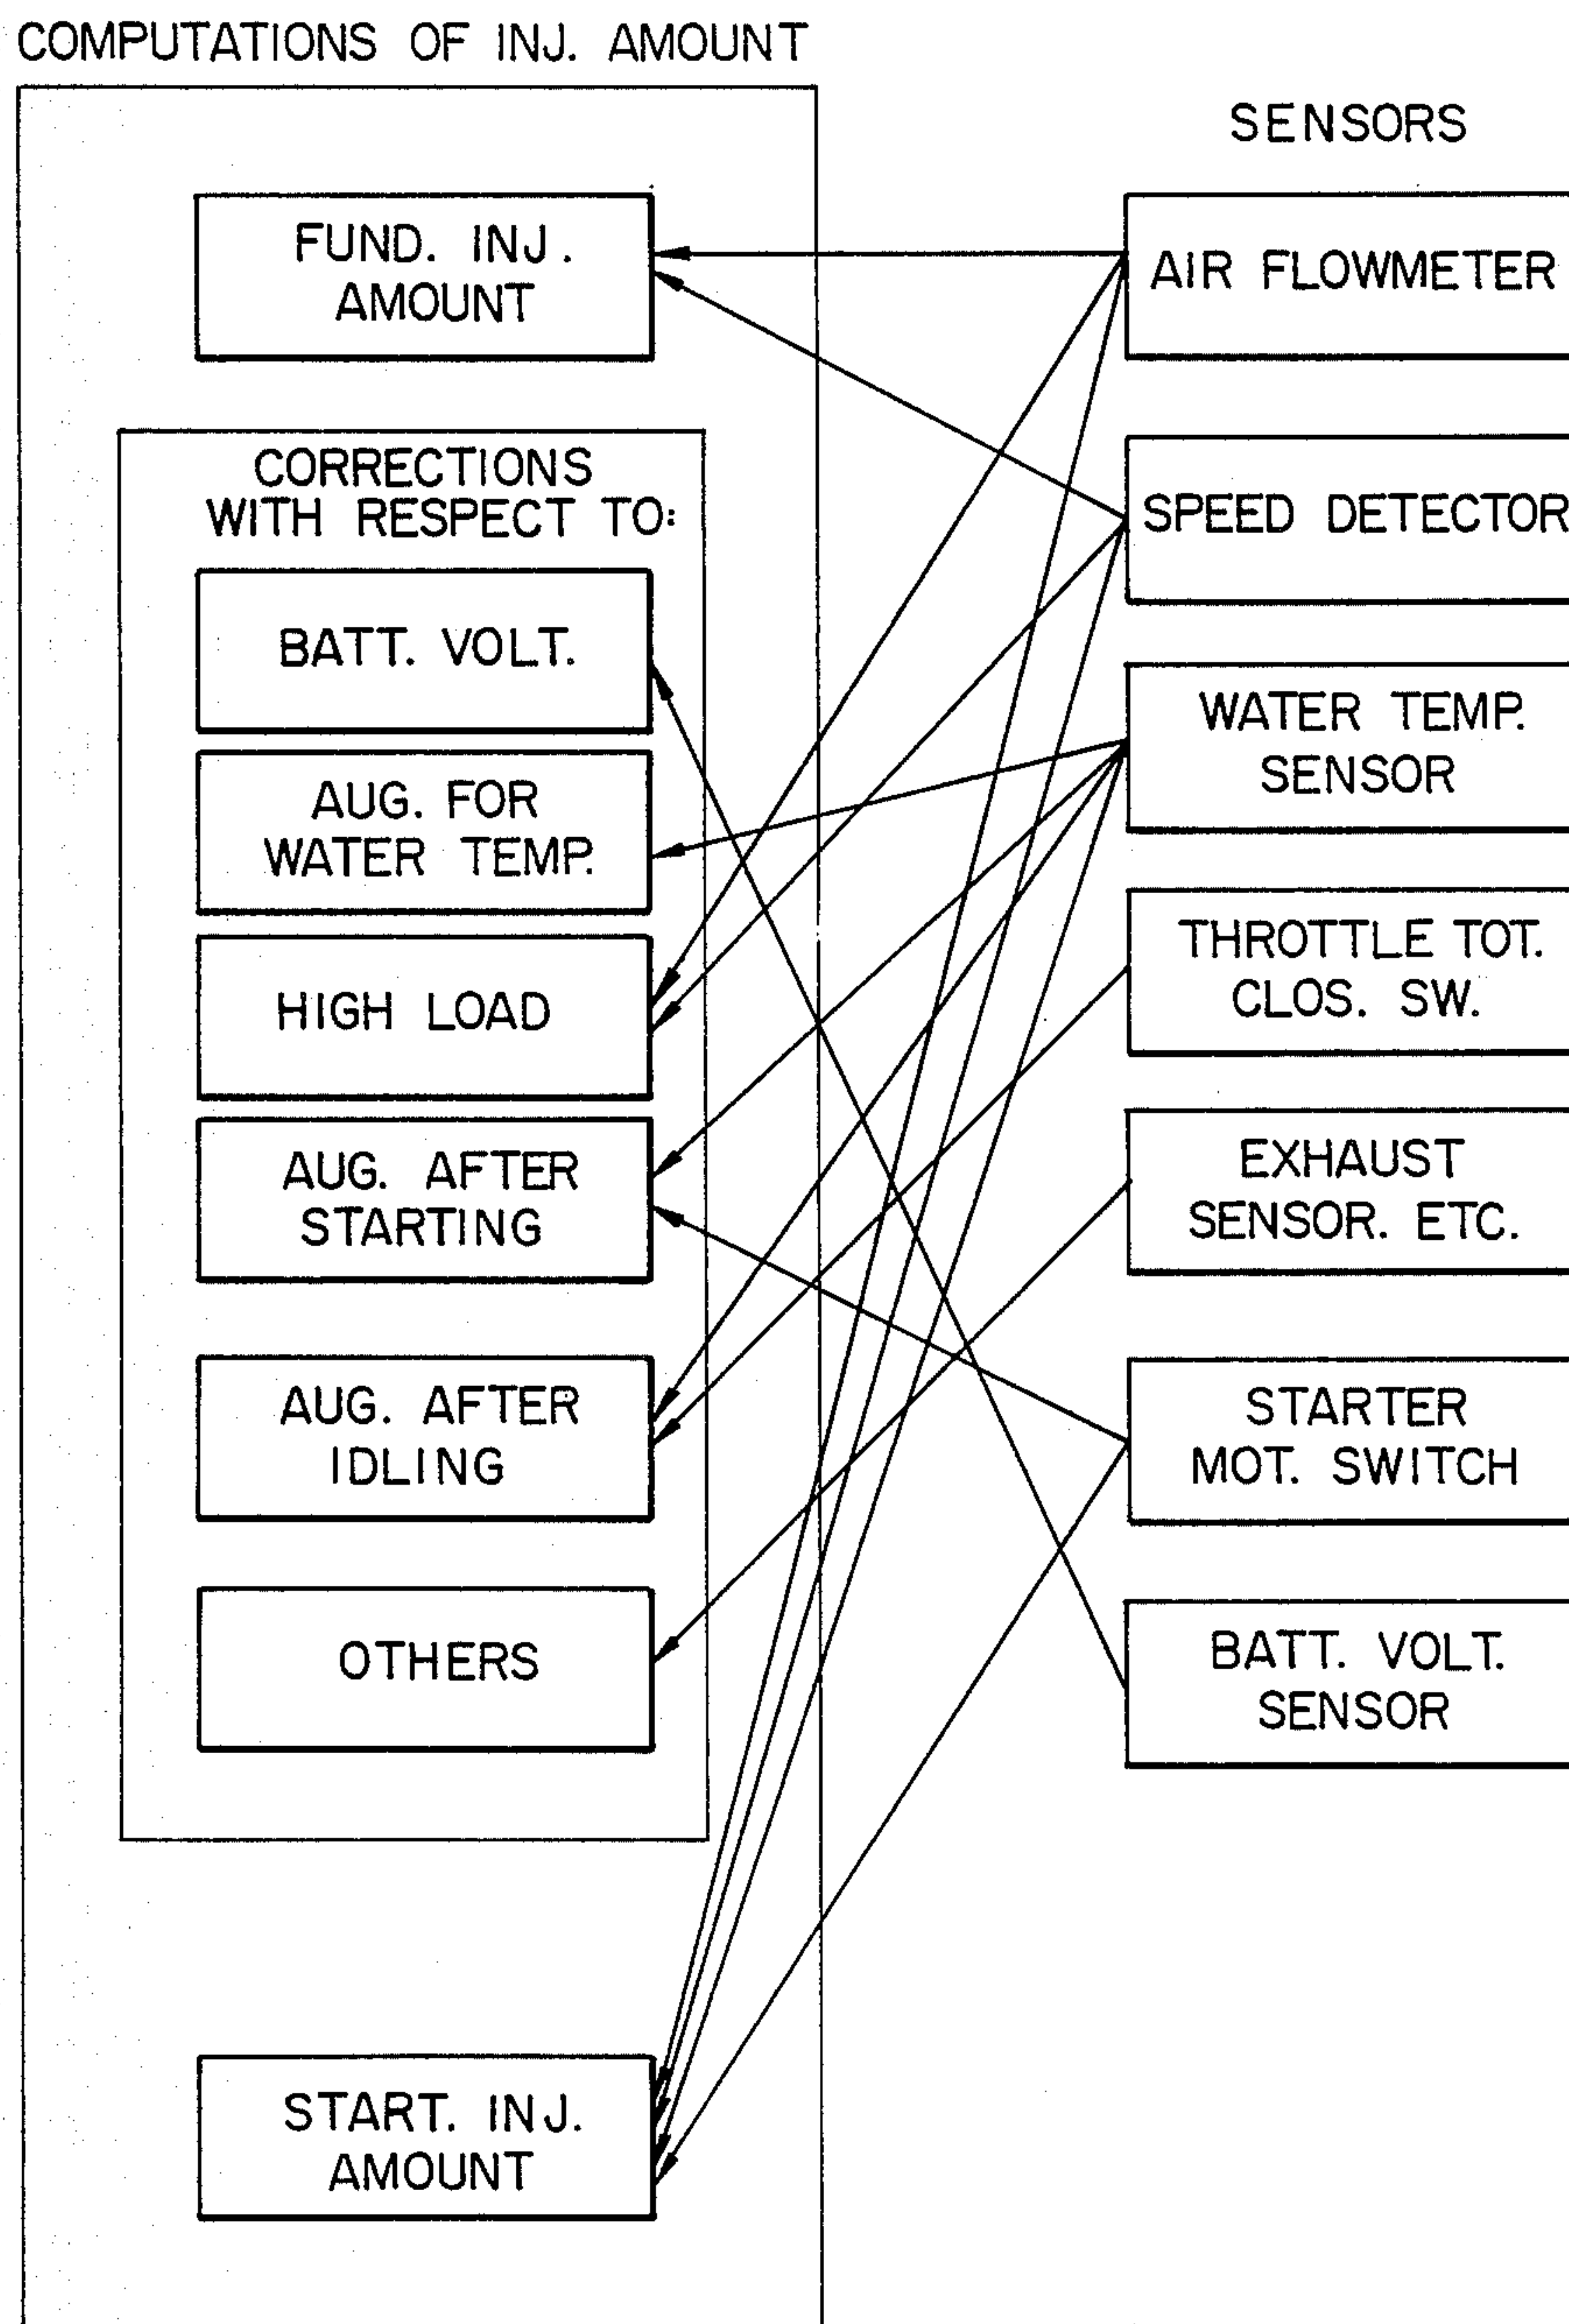 COMPUTATIONS OF INJ. AMOUNT
FUND. INJ.
AMOUNT
CORRECTIONS
WITH RESPECT TO:
BATT. VOLT.
AUG. FOR
WATER TEMP.
HIGH LOAD
AUG. AFTER
STARTING
AUG. AFTER
IDLING
OTHERS
START. INJ.
AMOUNT
SENSORS
AIR FLOWMETER
SPEED DETECTOR
WATER TEMP.
SENSOR
THROTTLE TOT.
CLOS. SW.
EXHAUST
SENSOR. ETC.
STARTER
MOT. SWITCH
BATT. VOLT.
SENSOR